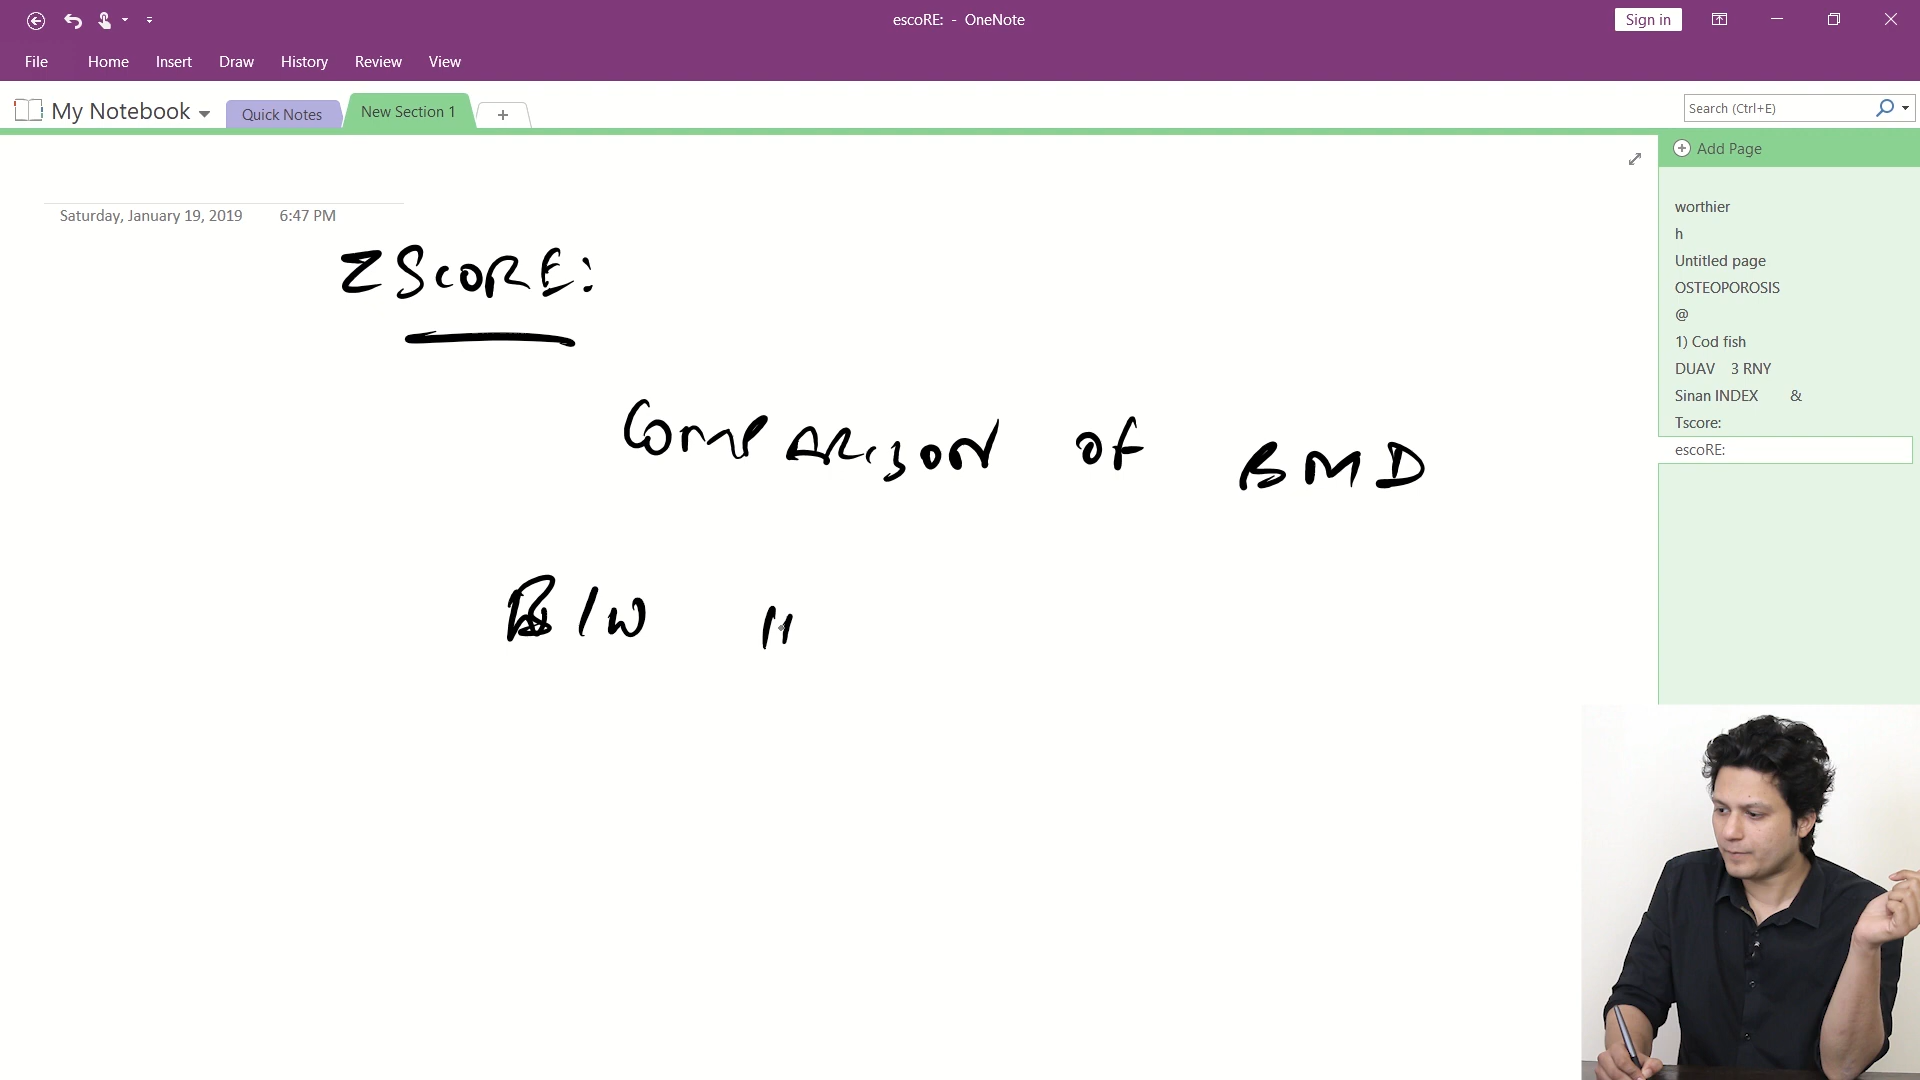 escoRE: - OneNote
Sign in
File Home Insert Draw History Review View
My Notebook
Quick Notes
New Section 1
+
Search (Ctrl+E)
Add Page
Saturday, January 19, 2019 6:47 PM
ZSCORE:
COMPARISON OF BMD
B/W
worthier
h
Untitled page
OSTEOPOROSIS
@
1) Cod fish
DUAV 3 RNY
Sinan INDEX &
Tscore:
escoRE: